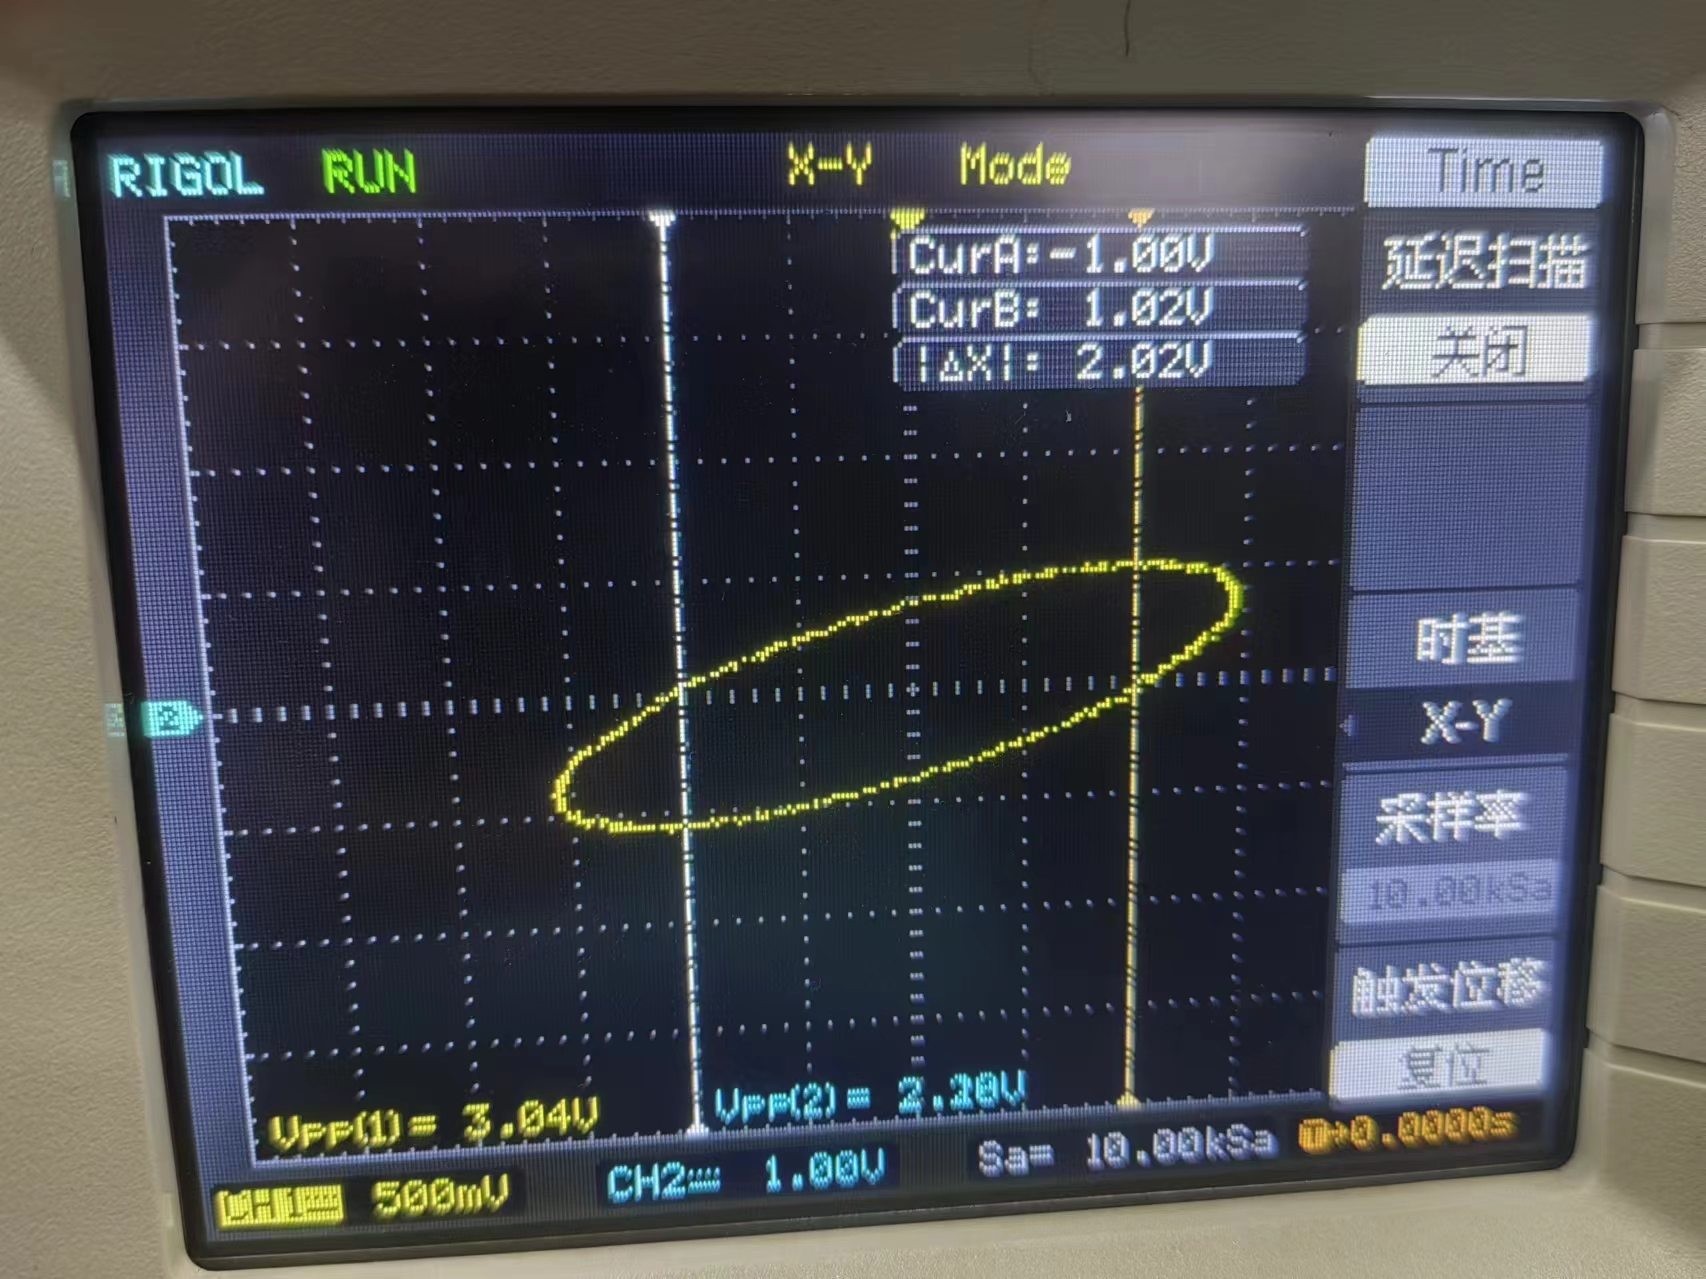 RIGOL RUN X-Y Mode Time
CurA:-1.00V
CurB: 1.02V
|△X|: 2.02V
延迟扫描
关闭
时基
X-Y
采样率
10.00kSa
触发位移
复位
2
Vpp(1)= 3.04V Vpp(2)= 2.20V
500mV CH2 1.00V Sa= 10.00kSa T→0.0000s